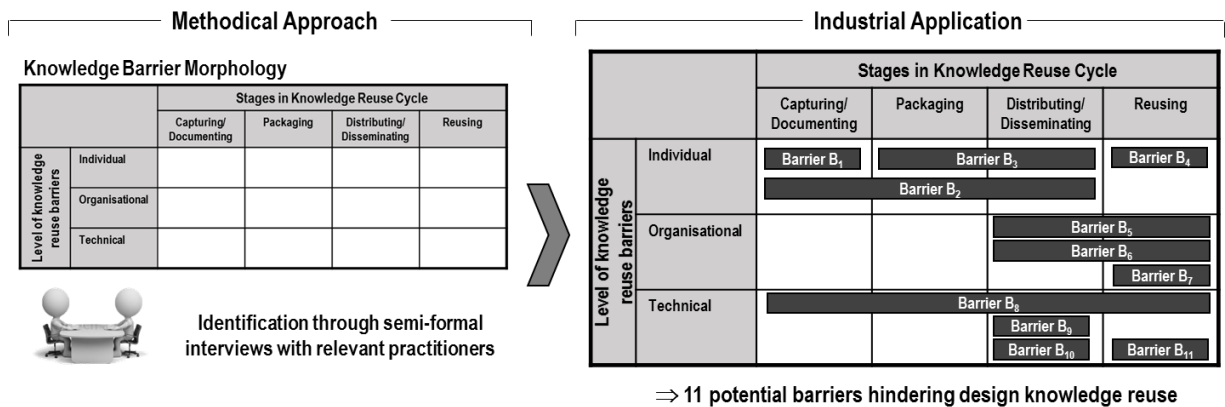 Methodical Approach
Knowledge Barrier Morphology
Stages in Knowledge Reuse Cycle
Capturing/
Documenting
Packaging
Distributing/
Disseminating
Reusing
Level of knowledge
reuse barriers
Individual
Organisational
Technical
Identification through semi-formal
interviews with relevant practitioners
Industrial Application
Stages in Knowledge Reuse Cycle
Capturing/
Documenting
Packaging
Distributing/
Disseminating
Reusing
Level of knowledge
reuse barriers
Individual
Barrier B1
Barrier B3
Barrier B4
Barrier B2
Organisational
Barrier B5
Barrier B6
Barrier B7
Technical
Barrier B8
Barrier B9
Barrier B10
Barrier B11
⇒ 11 potential barriers hindering design knowledge reuse